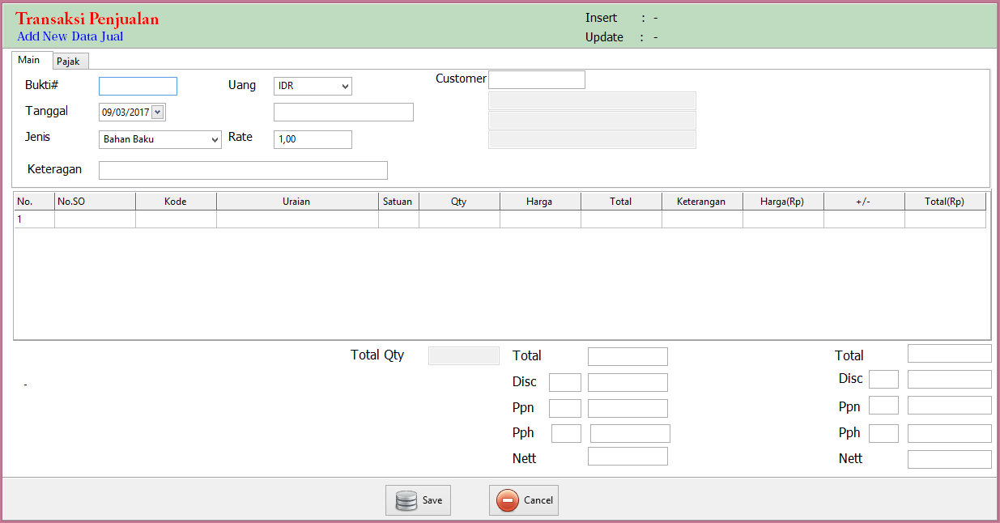 Transaksi Penjualan
Add New Data Jual
Insert : -
Update : -
Main Pajak
Bukti# Uang IDR Customer
Tanggal 09/03/2017
Jenis Bahan Baku Rate 1,00
Keteragan
No. No.SO Kode Uraian Satuan Qty Harga Total Keterangan Harga(Rp) +/- Total(Rp)
1
Total Qty Total Total
- Disc Disc
Ppn Ppn
Pph Pph
Nett Nett
Save Cancel